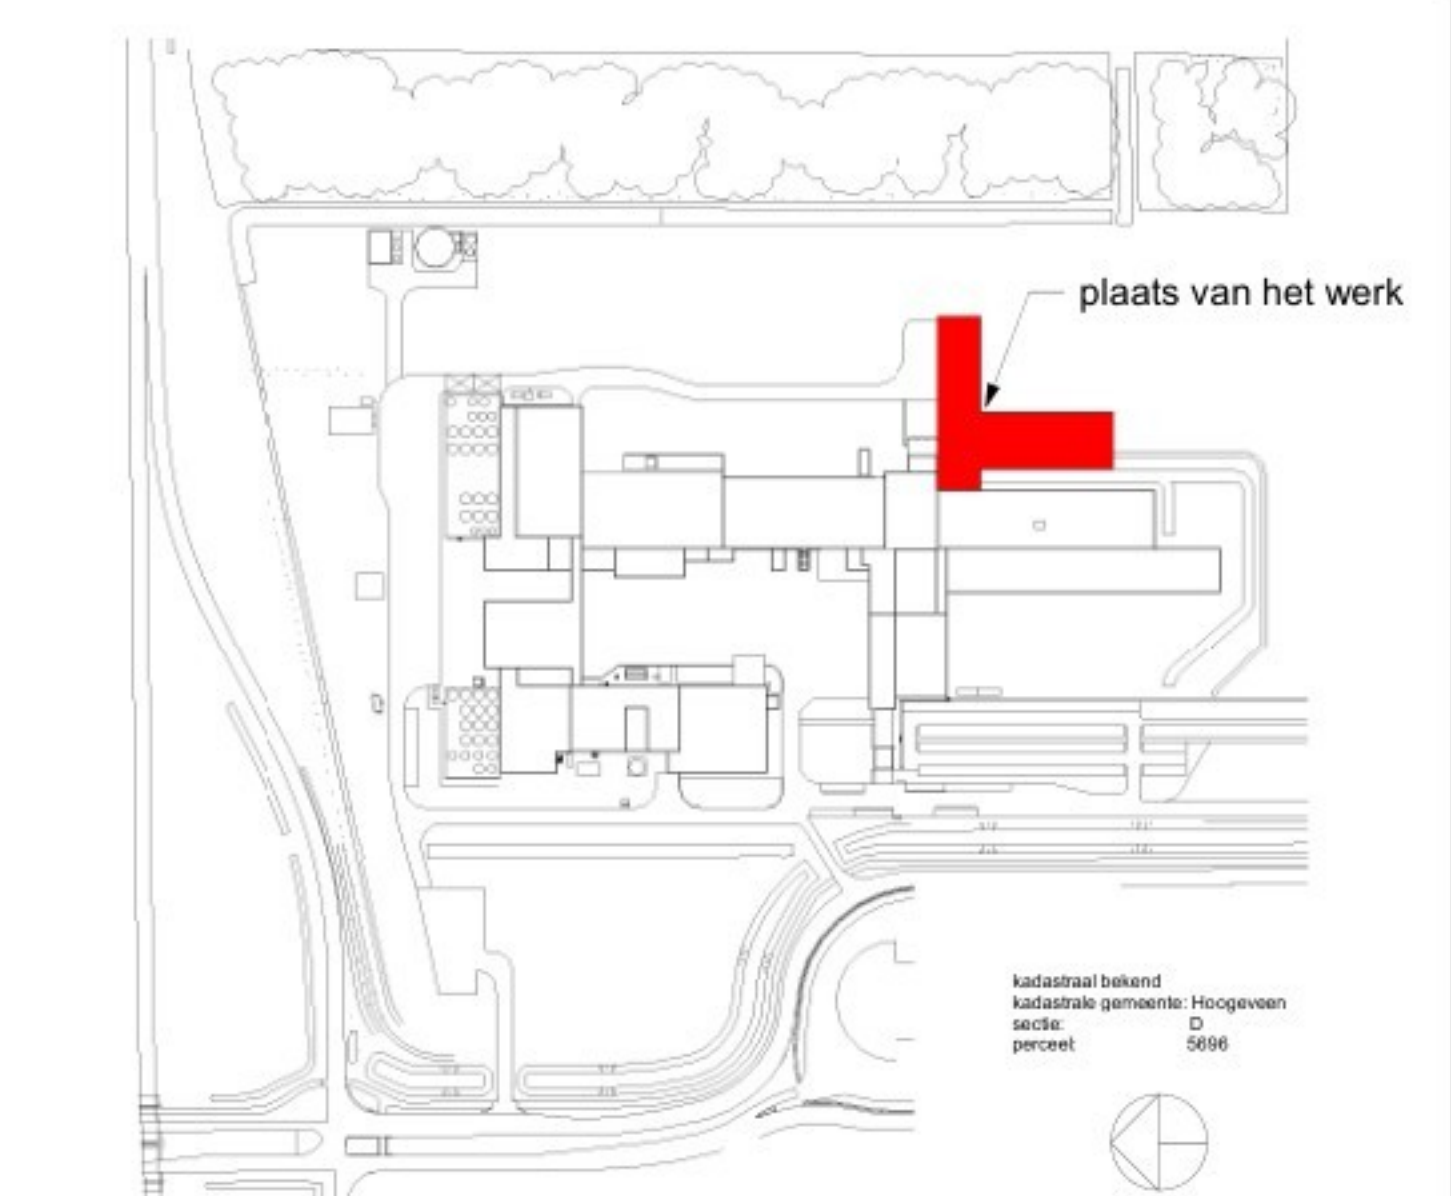 plaats van het werk
kadastraal bekend
kadastrale gemeente: Hoogeveen
sectie: D
perceel: 5696